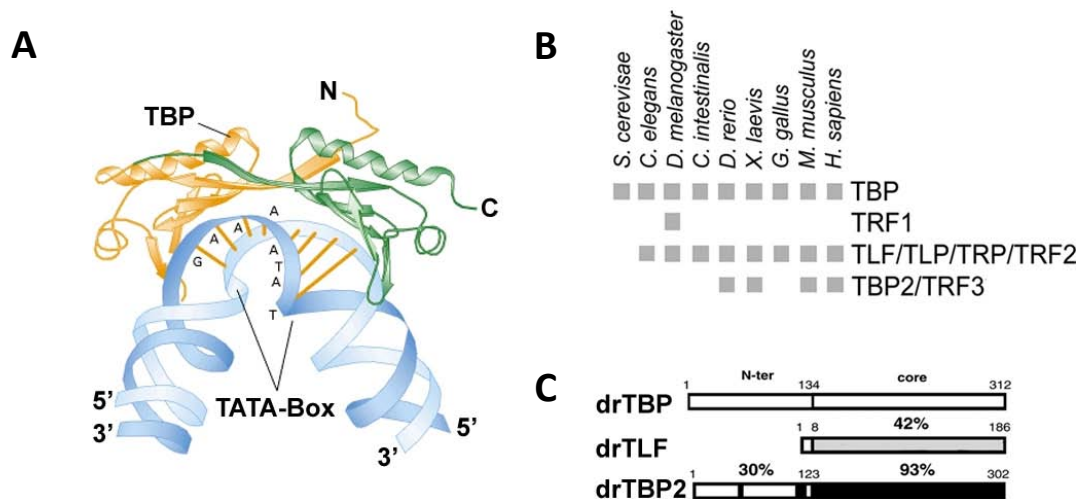 A
TBP
N
C
A
A A
G A
T
A
T
5’
3’
TATA-Box
5’
3’
B
S. cerevisae
C. elegans
D. melanogaster
C. intestinalis
D. rerio
X. laevis
G. gallus
M. musculus
H. sapiens
TBP
TRF1
TLF/TLP/TRP/TRF2
TBP2/TRF3
C
1 N-ter 134 core 312
drTBP
1 8 42% 186
drTLF
1 30% 123 93% 302
drTBP2